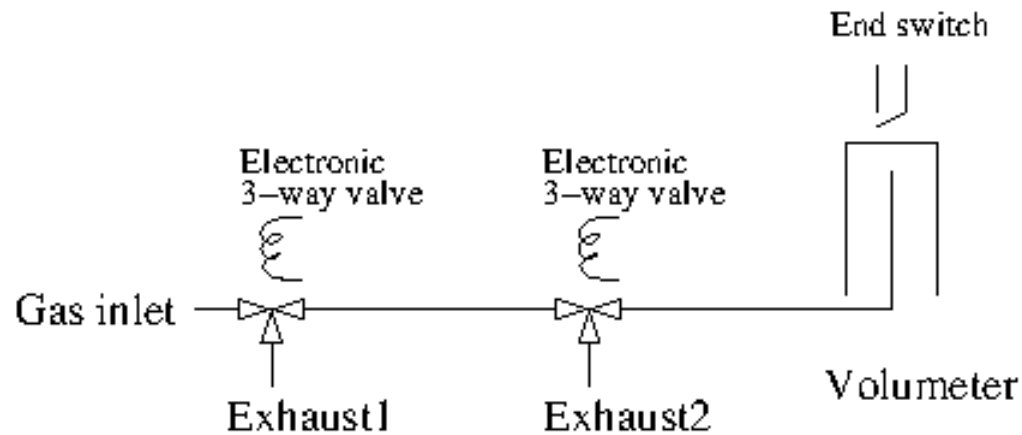 End switch
Electronic
3-way valve
Electronic
3-way valve
Gas inlet
Exhaust1
Exhaust2
Volumeter